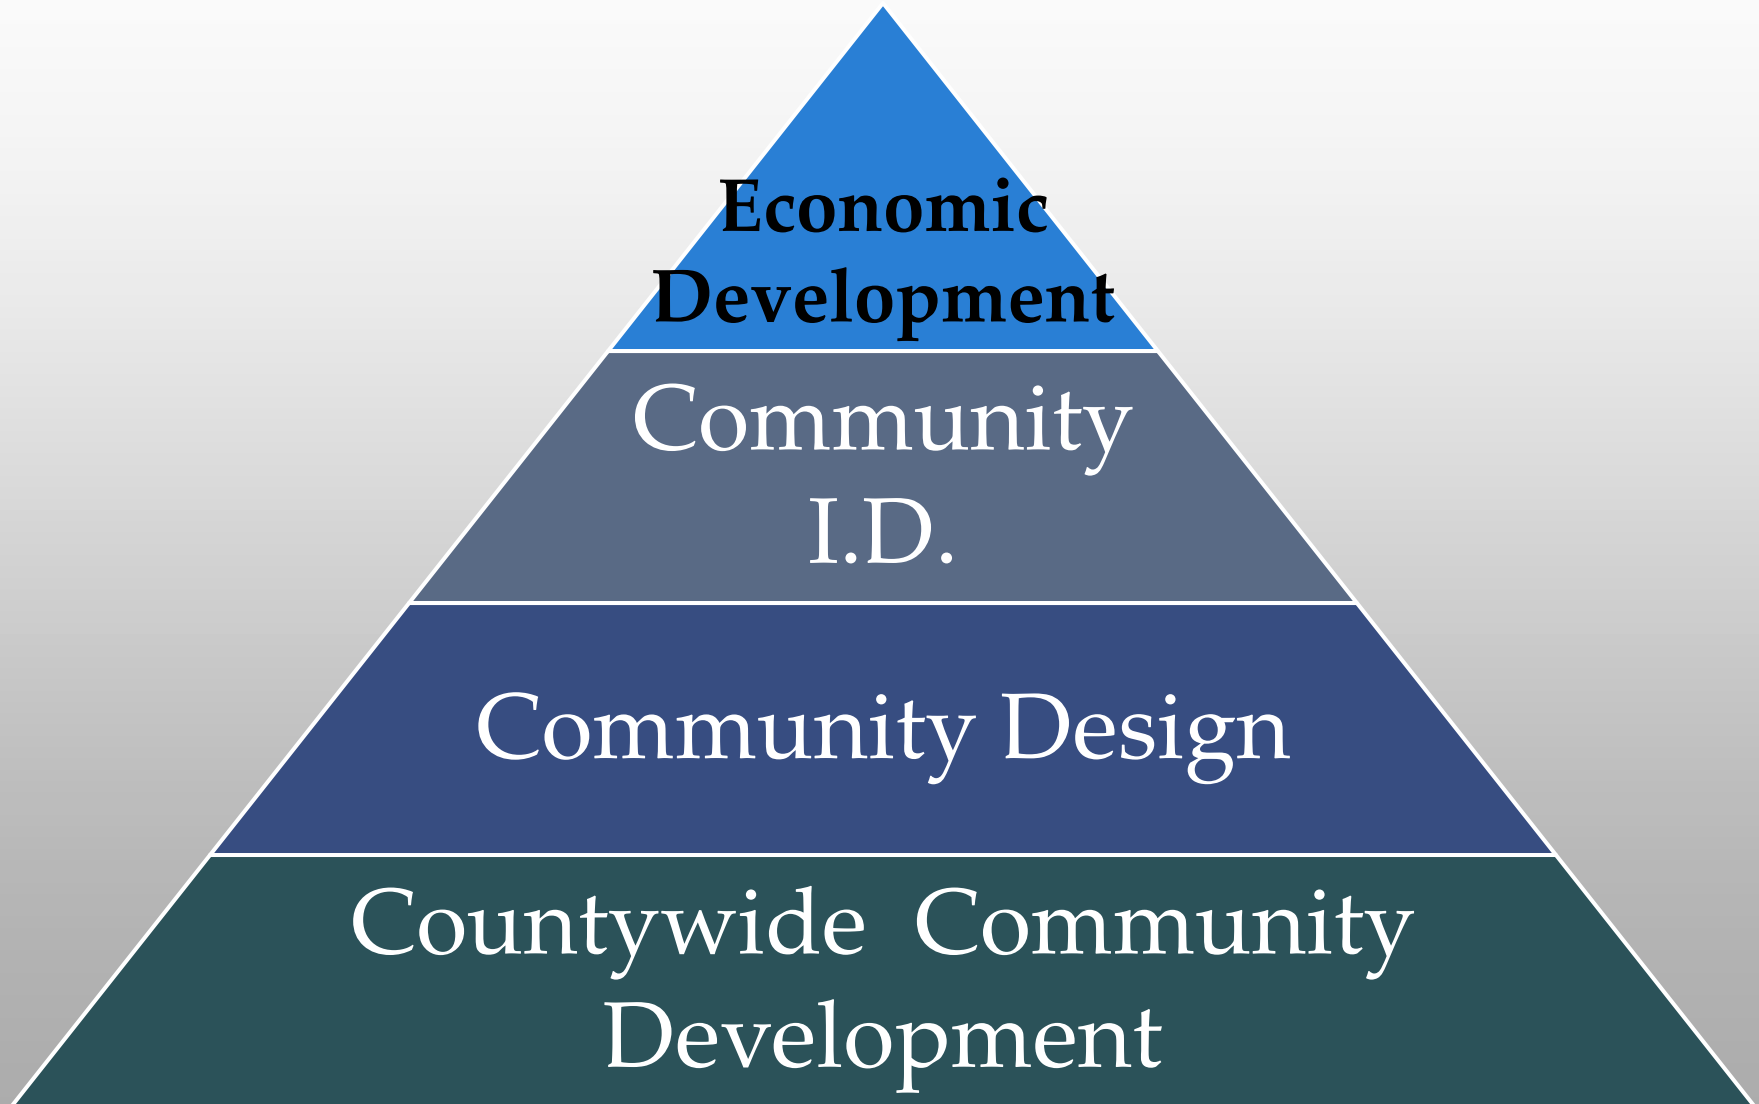 Economic
Development
Community
I.D.
Community Design
Countywide  Community
Development